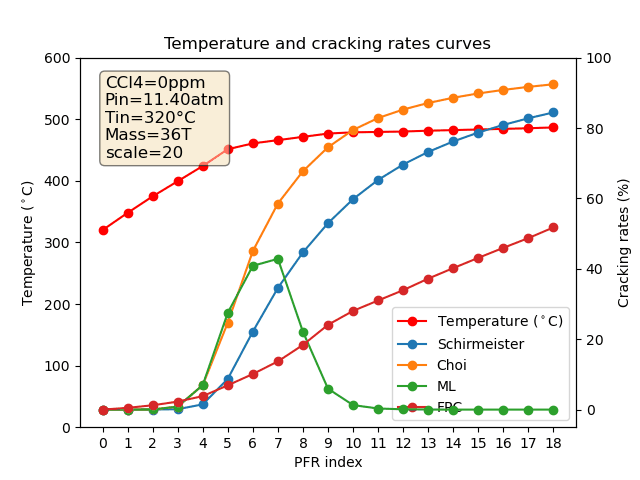 Temperature and cracking rates curves
CCl4=0ppm
Pin=11.40atm
Tin=320°C
Mass=36T
scale=20
Temperature (°C)
600
500
400
300
200
100
0
100
80
60
40
20
0
Cracking rates (%)
Temperature (°C)
Schirmeister
Choi
ML
FPC
0 1 2 3 4 5 6 7 8 9 10 11 12 13 14 15 16 17 18
PFR index